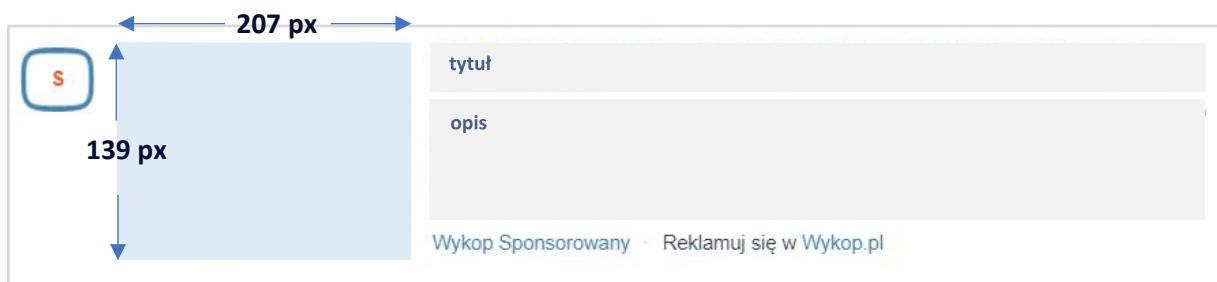 207 px
S
139 px
tytuł
opis
Wykop Sponsorowany · Reklamuj się w Wykop.pl